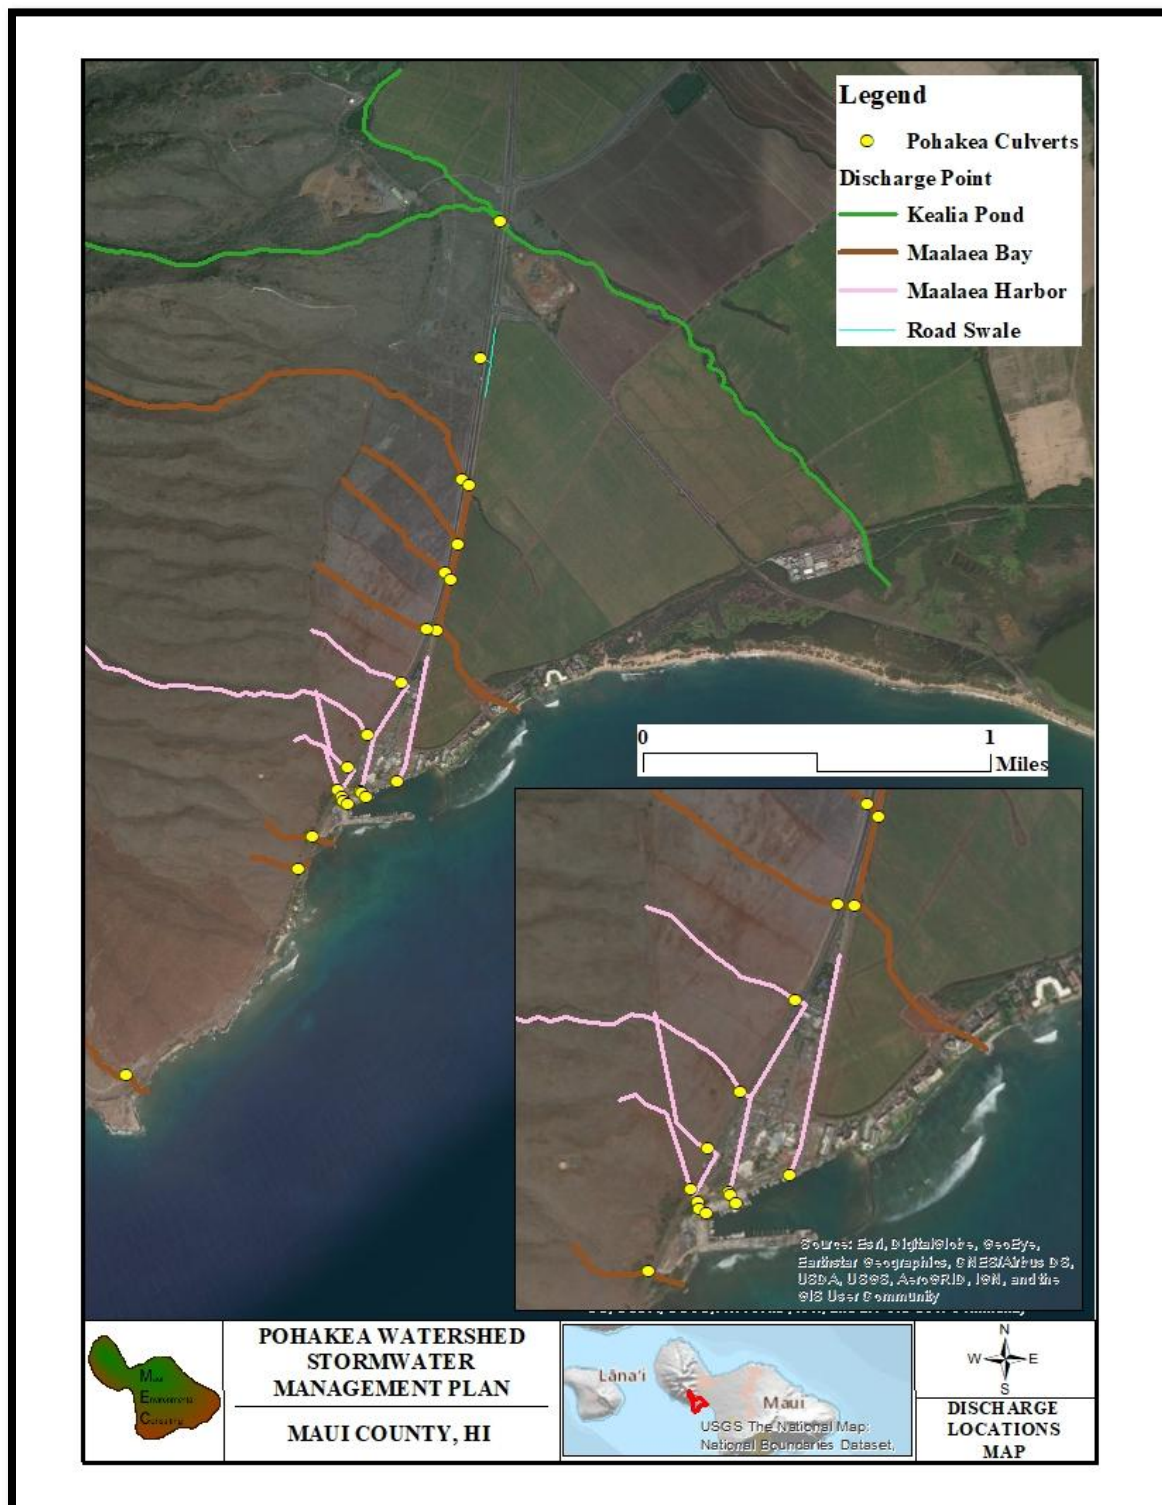 Legend
Pohakea Culverts
Discharge Point
Kealia Pond
Maalaea Bay
Maalaea Harbor
Road Swale
0 1
Miles
Source: Esri, DigitalGlobe, GeoEye,
Earthstar Geographics, CNES/Airbus DS,
USDA, USGS, AeroGRID, IGN, and the
GIS User Community
POHAKEA WATERSHED
STORMWATER
MANAGEMENT PLAN
MAUI COUNTY, HI
Lāna'i
Maui
USGS The National Map:
National Boundaries Dataset,
N
W E
S
DISCHARGE
LOCATIONS
MAP